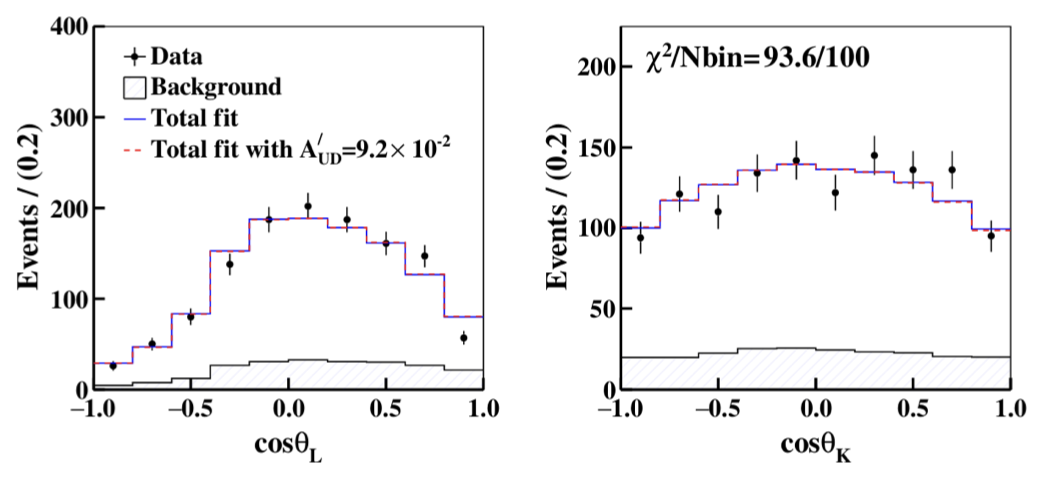 400
300
200
100
0
Events / (0.2)
Data
Background
Total fit
Total fit with A′UD=9.2× 10-2
−1.0 −0.5 0.0 0.5 1.0
cosθL
200
150
100
50
0
Events / (0.2)
χ2/Nbin= 93.6/100
−1.0 −0.5 0.0 0.5 1.0
cosθK